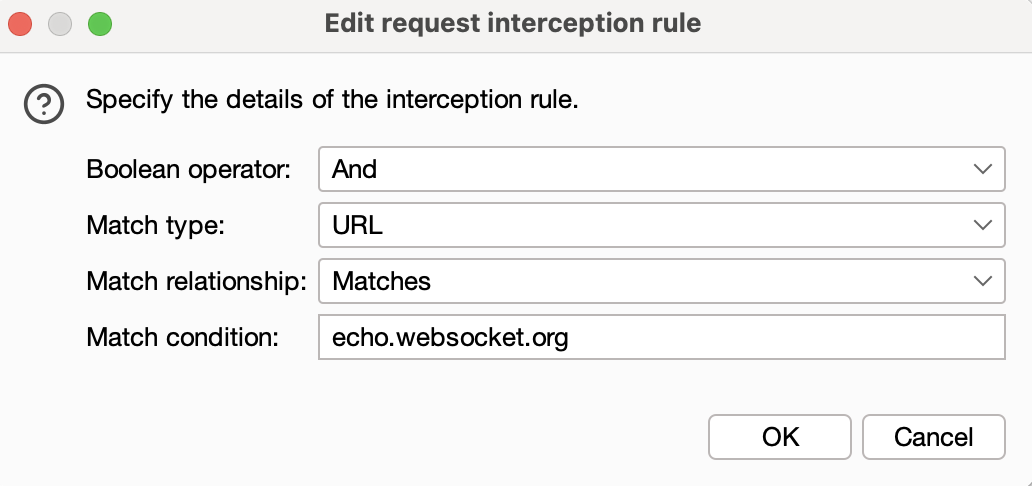 Edit request interception rule
Specify the details of the interception rule.
Boolean operator: And
Match type: URL
Match relationship: Matches
Match condition: echo.websocket.org
OK Cancel